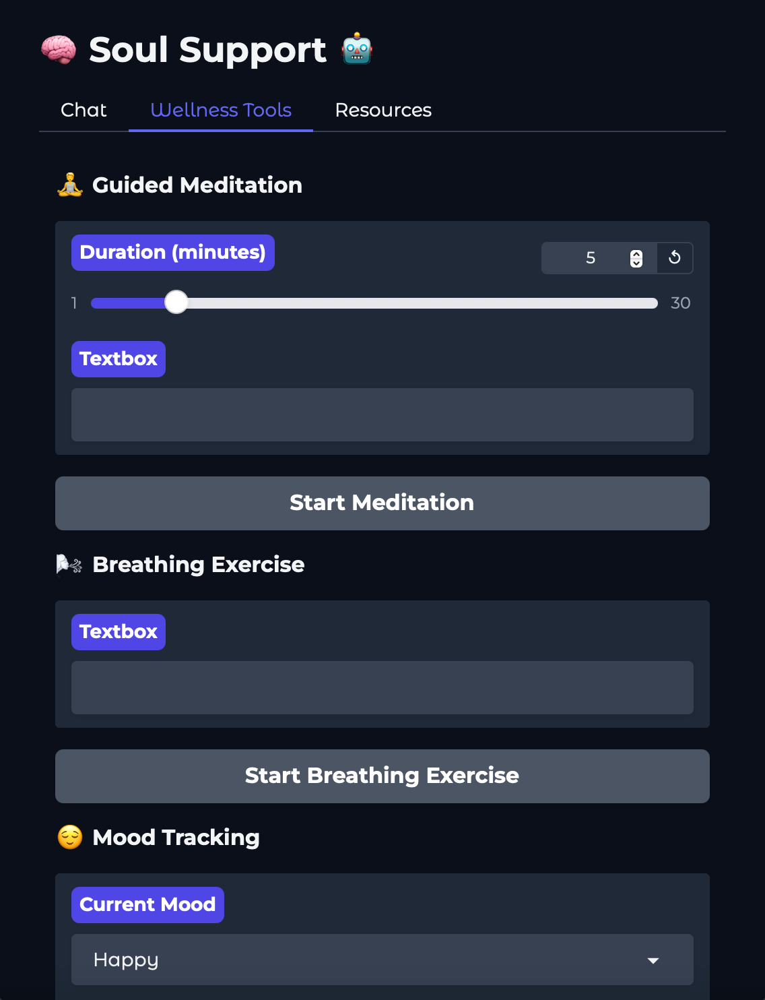 🧠 Soul Support 🤖
Chat Wellness Tools Resources
🧘 Guided Meditation
Duration (minutes) 5
1 30
Textbox
Start Meditation
🌬️ Breathing Exercise
Textbox
Start Breathing Exercise
😌 Mood Tracking
Current Mood
Happy